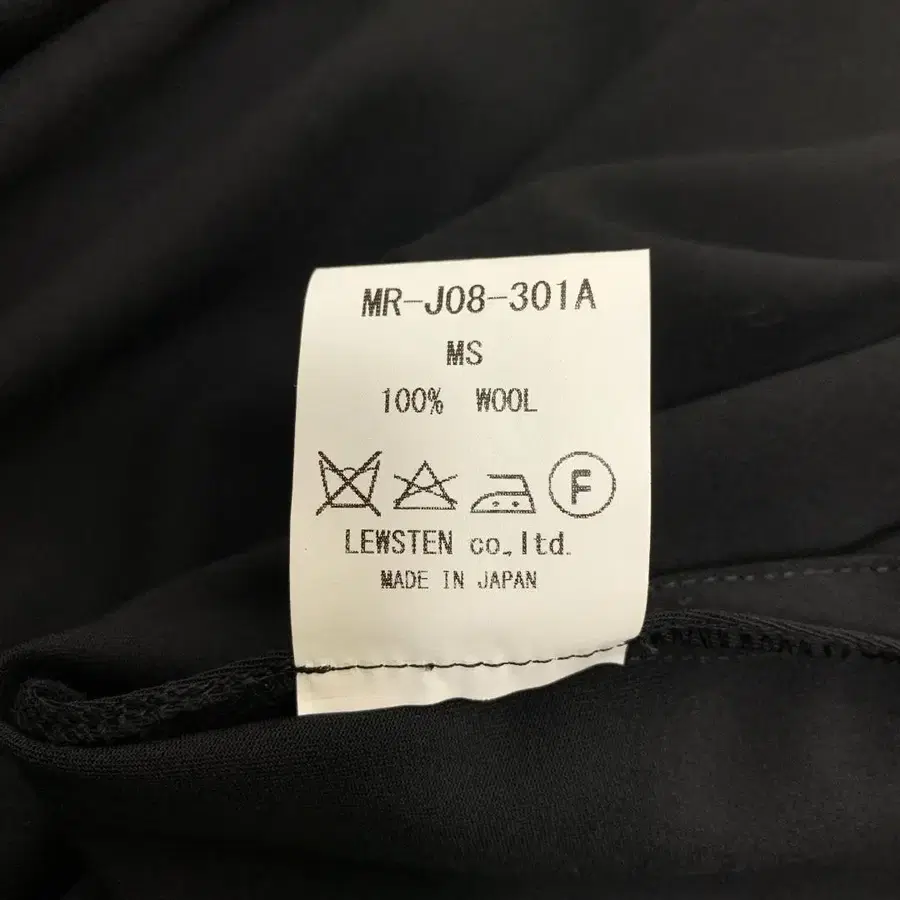 MR-J08-301A
MS
100% WOOL
F
LEWSTEN co.,ltd.
MADE IN JAPAN